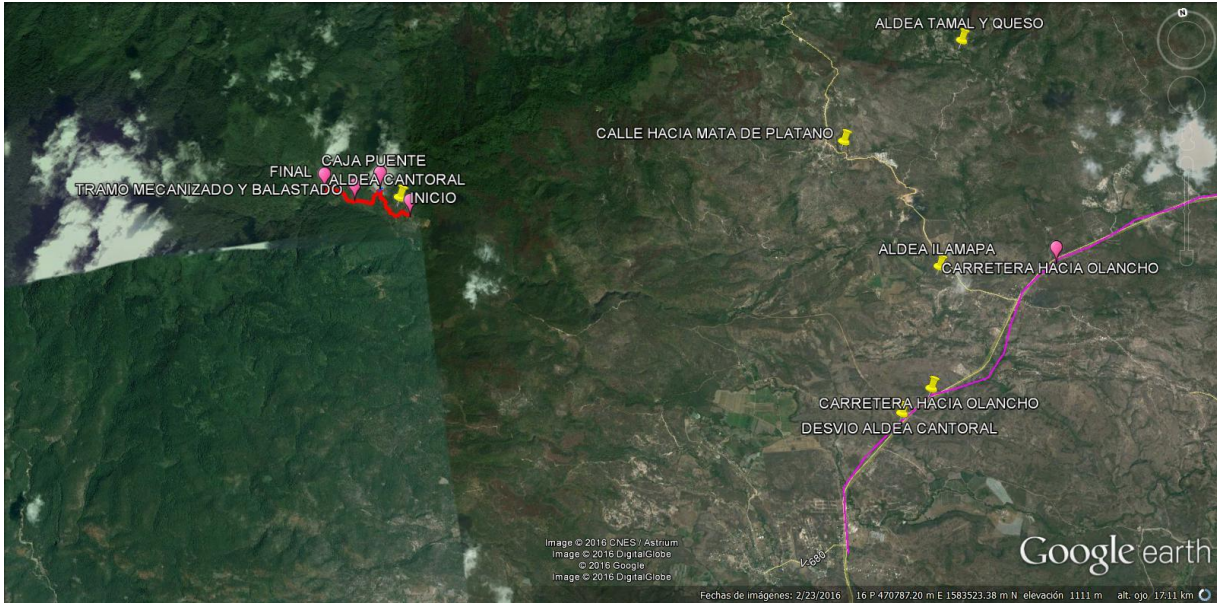 N
ALDEA TAMAL Y QUESO
CALLE HACIA MATA DE PLATANO
CAJA PUENTE
FINAL
ALDEA CANTORAL
TRAMO MECANIZADO Y BALASTADO
INICIO
ALDEA ILAMAPA
CARRETERA HACIA OLANCHO
CARRETERA HACIA OLANCHO
DESVIO ALDEA CANTORAL
V-680
Image © 2016 CNES / Astrium
Image © 2016 DigitalGlobe
© 2016 Google
Image © 2016 DigitalGlobe
Google earth
Fechas de imágenes: 2/23/2016 16 P 470787.20 m E 1583523.38 m N elevación 1111 m alt. ojo 17.11 km